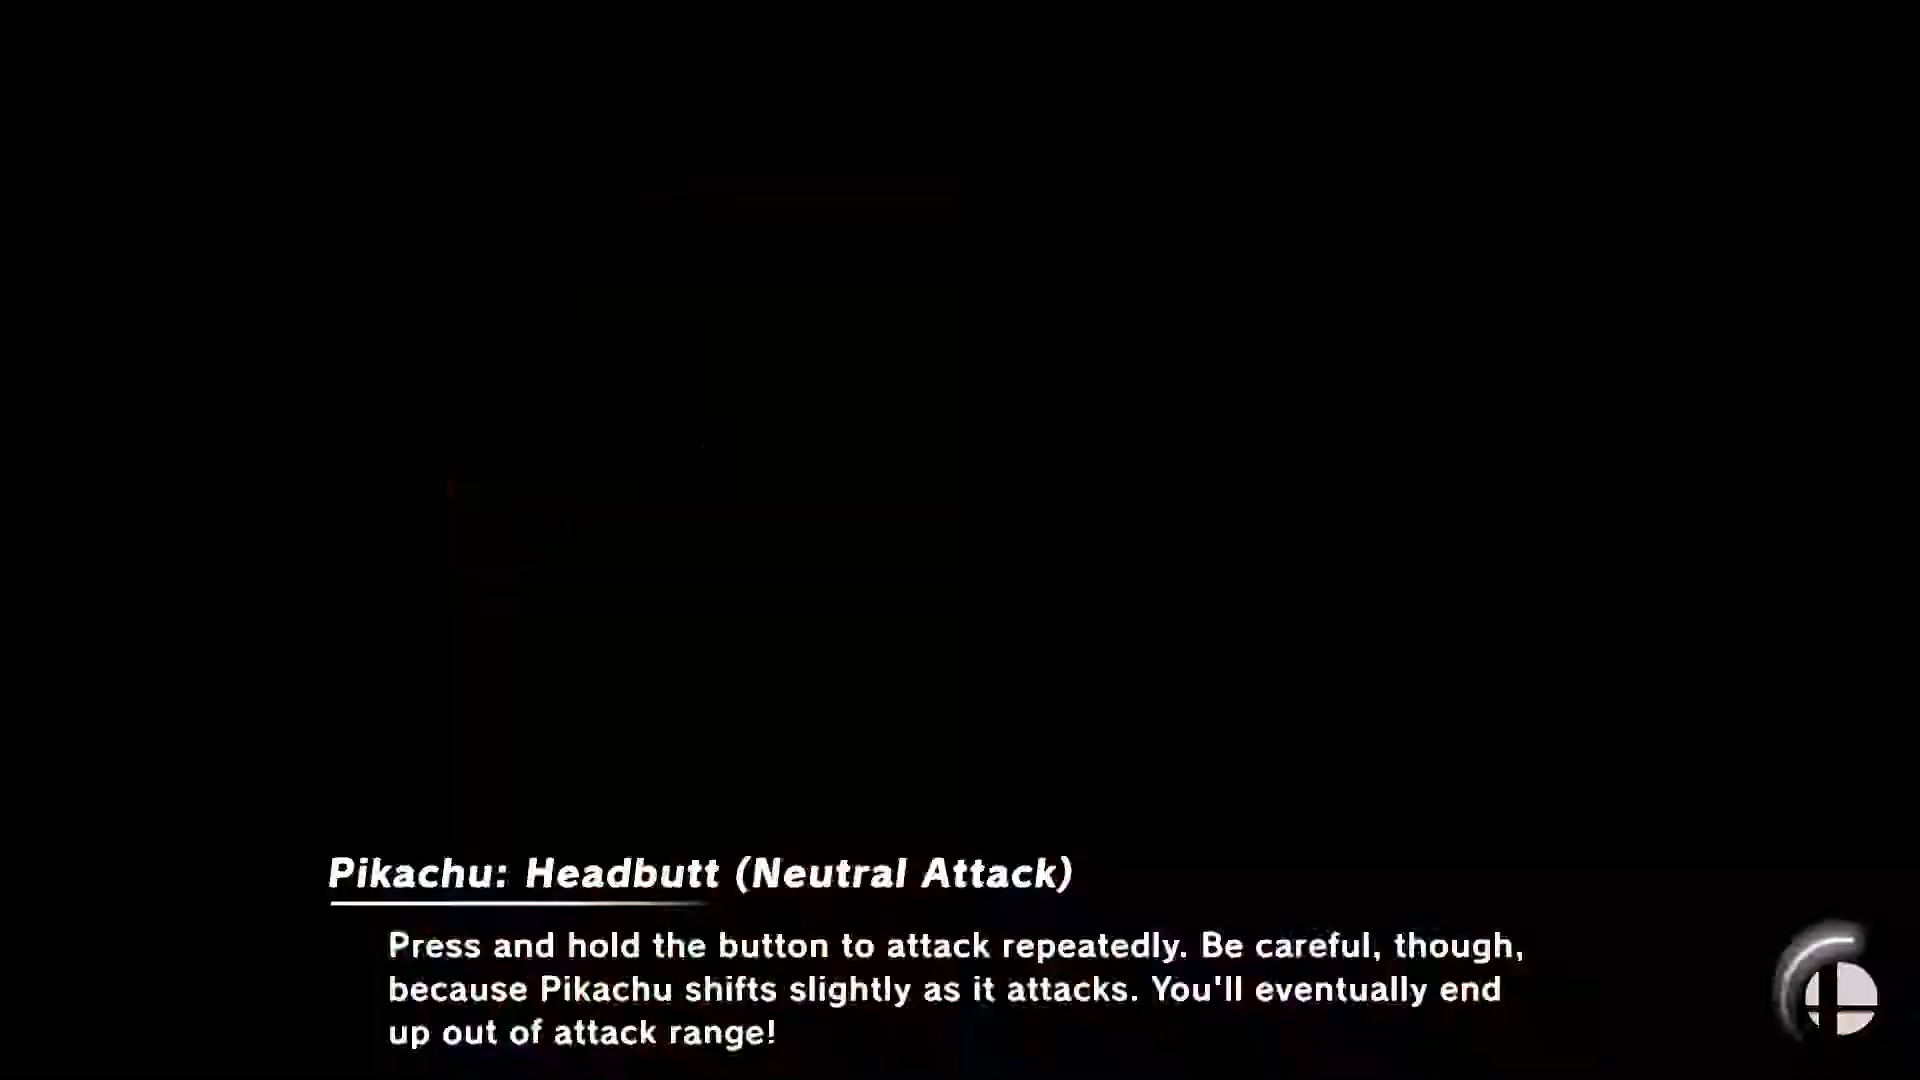 Pikachu: Headbutt (Neutral Attack)
Press and hold the button to attack repeatedly. Be careful, though,
because Pikachu shifts slightly as it attacks. You'll eventually end
up out of attack range!